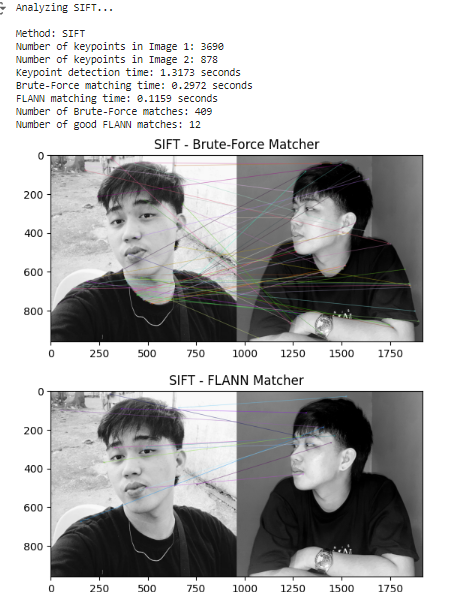 Analyzing SIFT...
Method: SIFT
Number of keypoints in Image 1: 3690
Number of keypoints in Image 2: 878
Keypoint detection time: 1.3173 seconds
Brute-Force matching time: 0.2972 seconds
FLANN matching time: 0.1159 seconds
Number of Brute-Force matches: 409
Number of good FLANN matches: 12
SIFT - Brute-Force Matcher
0
200
400
600
800
0 250 500 750 1000 1250 1500 1750
SIFT - FLANN Matcher
0
200
400
600
800
0 250 500 750 1000 1250 1500 1750